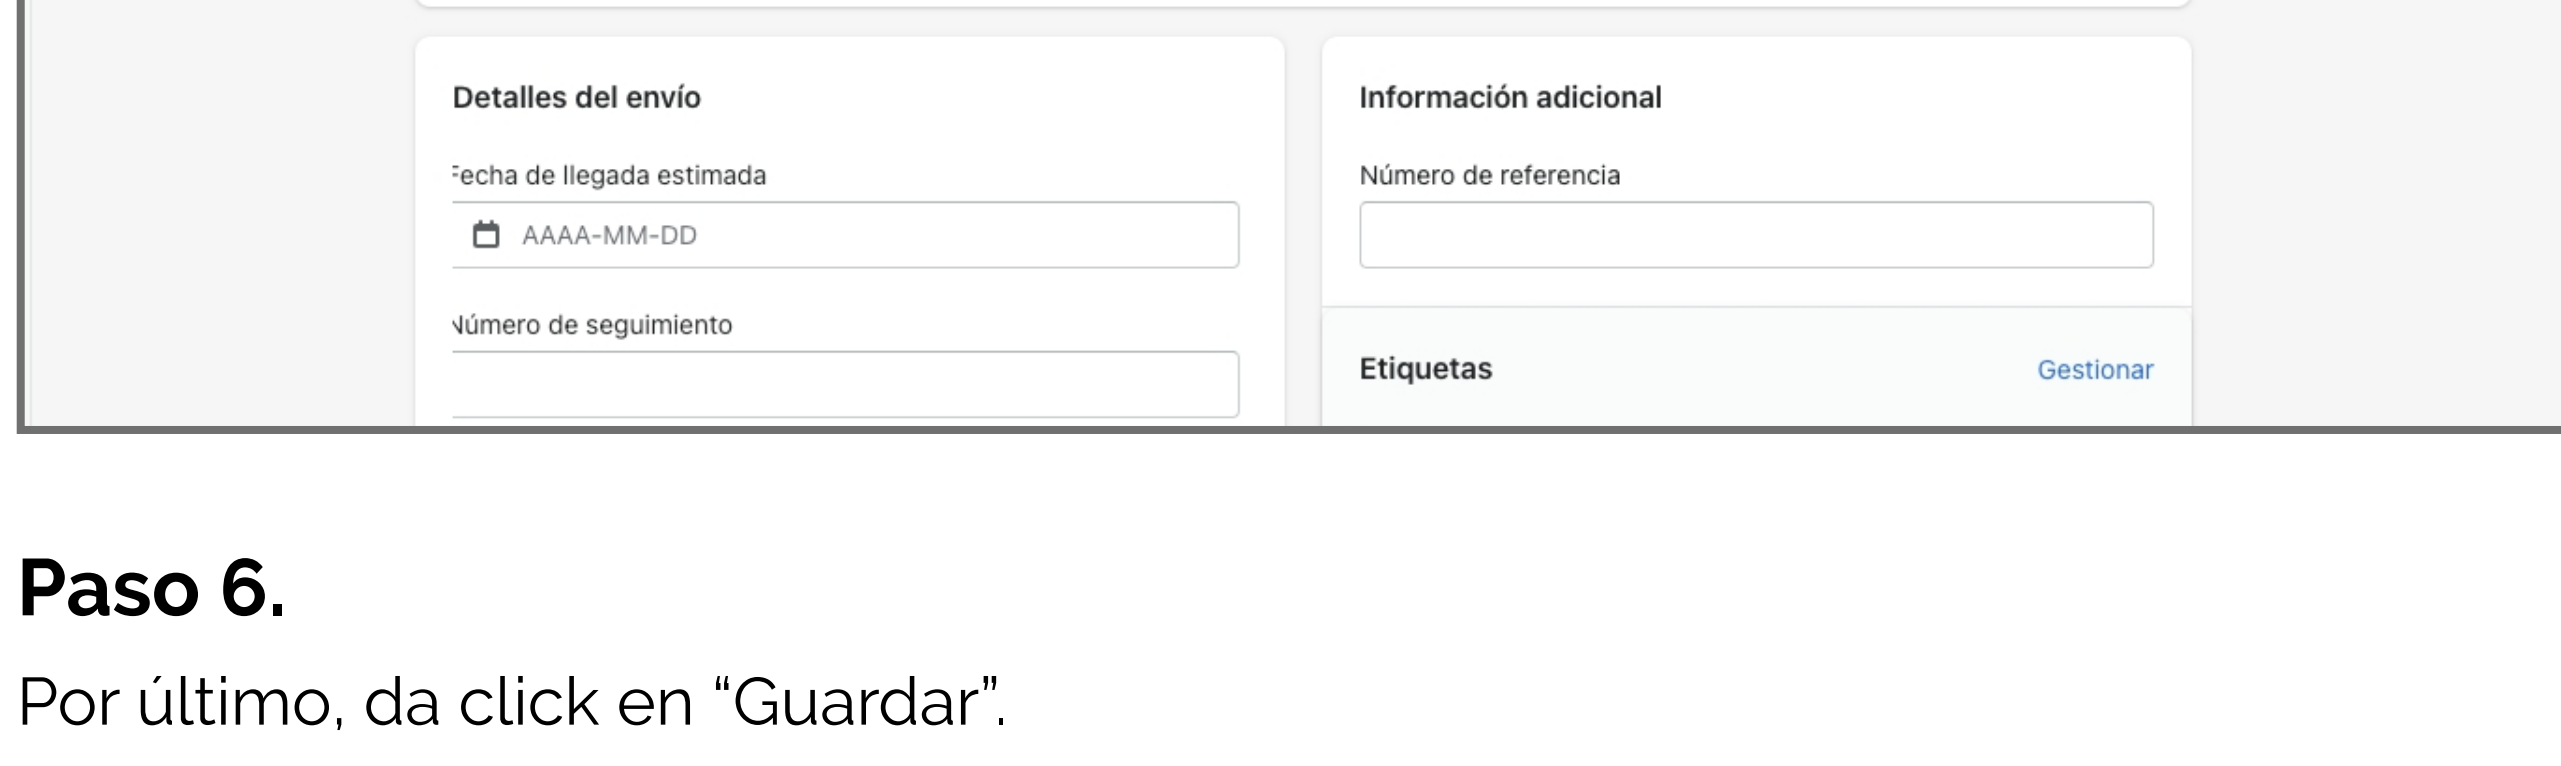 Detalles del envío
Fecha de llegada estimada
AAAA-MM-DD
Número de seguimiento
Información adicional
Número de referencia
Etiquetas Gestionar
Paso 6.
Por último, da click en “Guardar”.